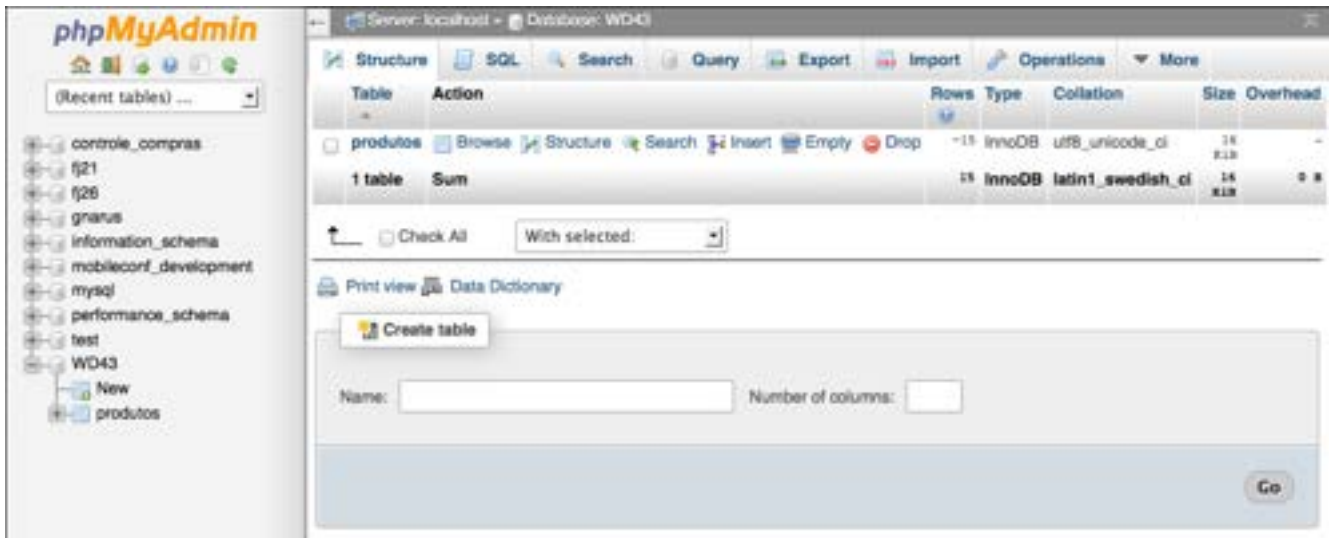 phpMyAdmin
(Recent tables) ...
controle_compras
fj21
fj26
gnarus
information_schema
mobileconf_development
mysql
performance_schema
test
WD43
New
produtos
Server: localhost » Database: WD43
Structure SQL Search Query Export Import Operations More
Table Action Rows Type Collation Size Overhead
produtos Browse Structure Search Insert Empty Drop ~15 InnoDB utf8_unicode_ci 16 KiB -
1 table Sum 15 InnoDB latin1_swedish_ci 16 KiB 0 B
Check All With selected:
Print view Data Dictionary
Create table
Name: Number of columns:
Go